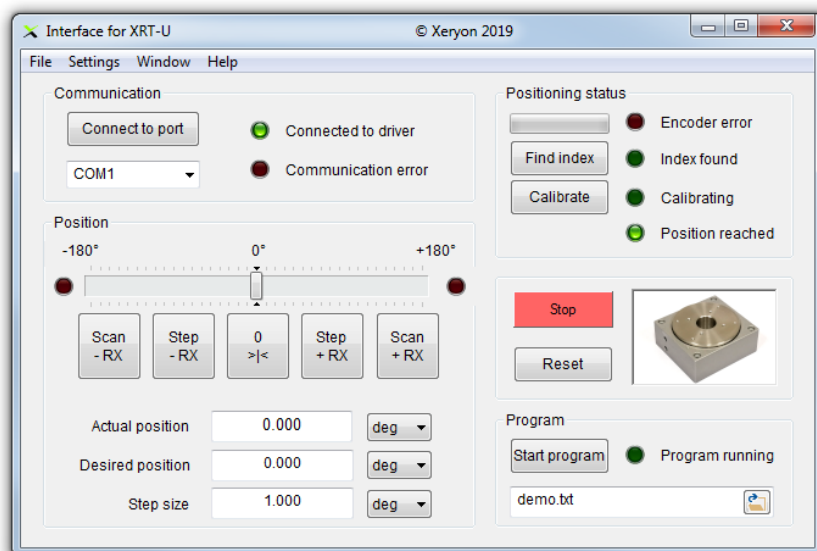 Interface for XRT-U
© Xeryon 2019
File Settings Window Help
Communication
Connect to port
Connected to driver
COM1
Communication error
Positioning status
Encoder error
Find index
Index found
Calibrate
Calibrating
Position reached
Position
-180° 0° +180°
Scan
- RX
Step
- RX
0
>|<
Step
+ RX
Scan
+ RX
Actual position 0.000 deg
Desired position 0.000 deg
Step size 1.000 deg
Stop
Reset
Program
Start program
Program running
demo.txt